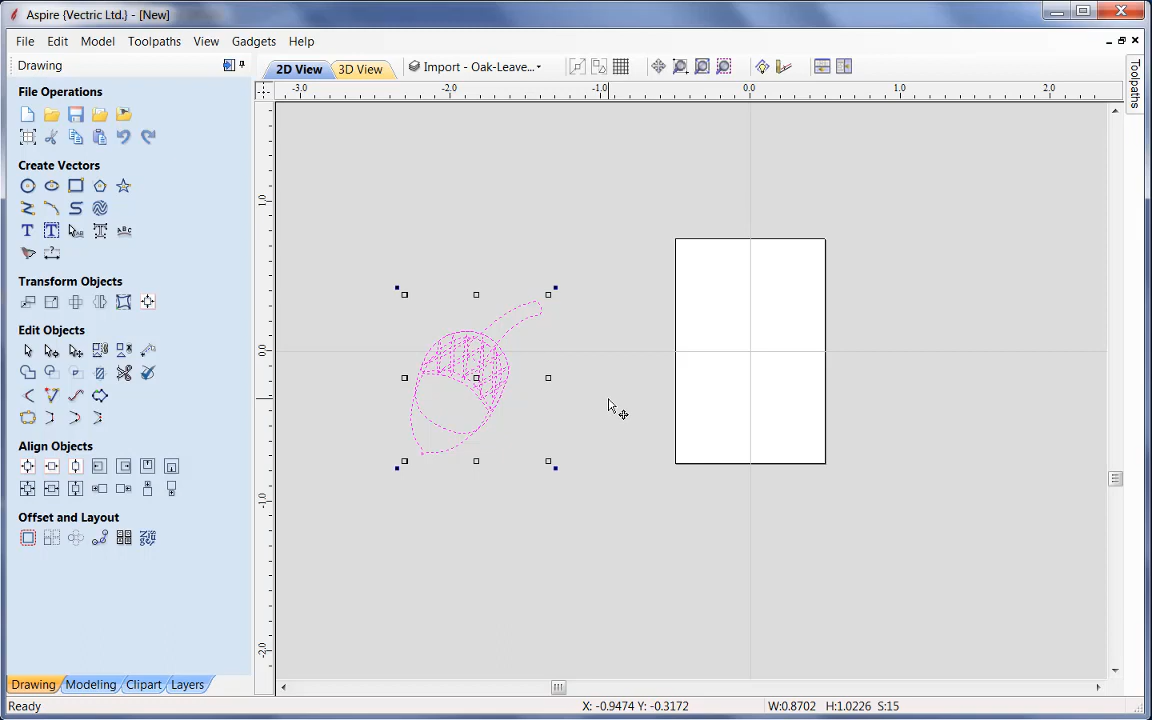 Aspire {Vectric Ltd.} - [New]
File Edit Model Toolpaths View Gadgets Help
Drawing
2D View 3D View Import - Oak-Leave...
File Operations
-3.0 -2.0 -1.0 0.0 1.0 2.0
Toolpaths
Create Vectors
1.0
Transform Objects
Edit Objects
0.0
Align Objects
-1.0
Offset and Layout
-2.0
Drawing Modeling Clipart Layers
Ready X: -0.9474 Y: -0.3172 W:0.8702 H:1.0226 S:15